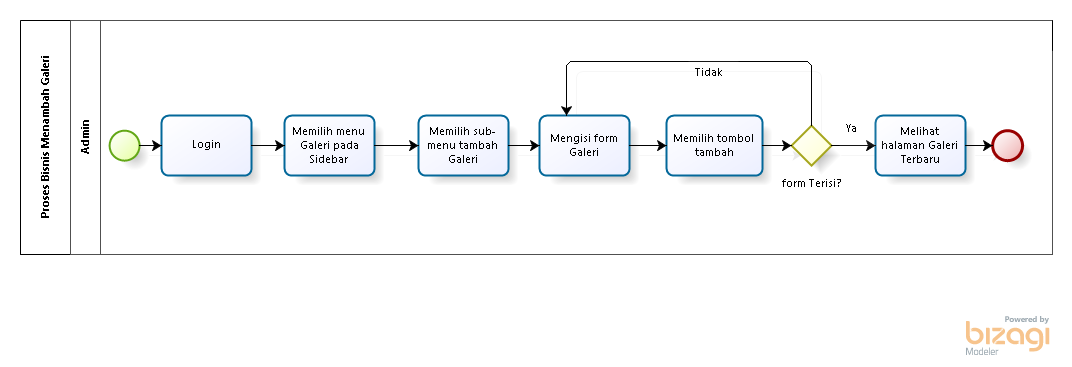 Proses Bisnis Menambah Galeri
Admin
Login
Memilih menu
Galeri pada
Sidebar
Memilih sub-
menu tambah
Galeri
Mengisi form
Galeri
Memilih tombol
tambah
Tidak
form Terisi?
Ya
Melihat
halaman Galeri
Terbaru
Powered by
bizagi
Modeler